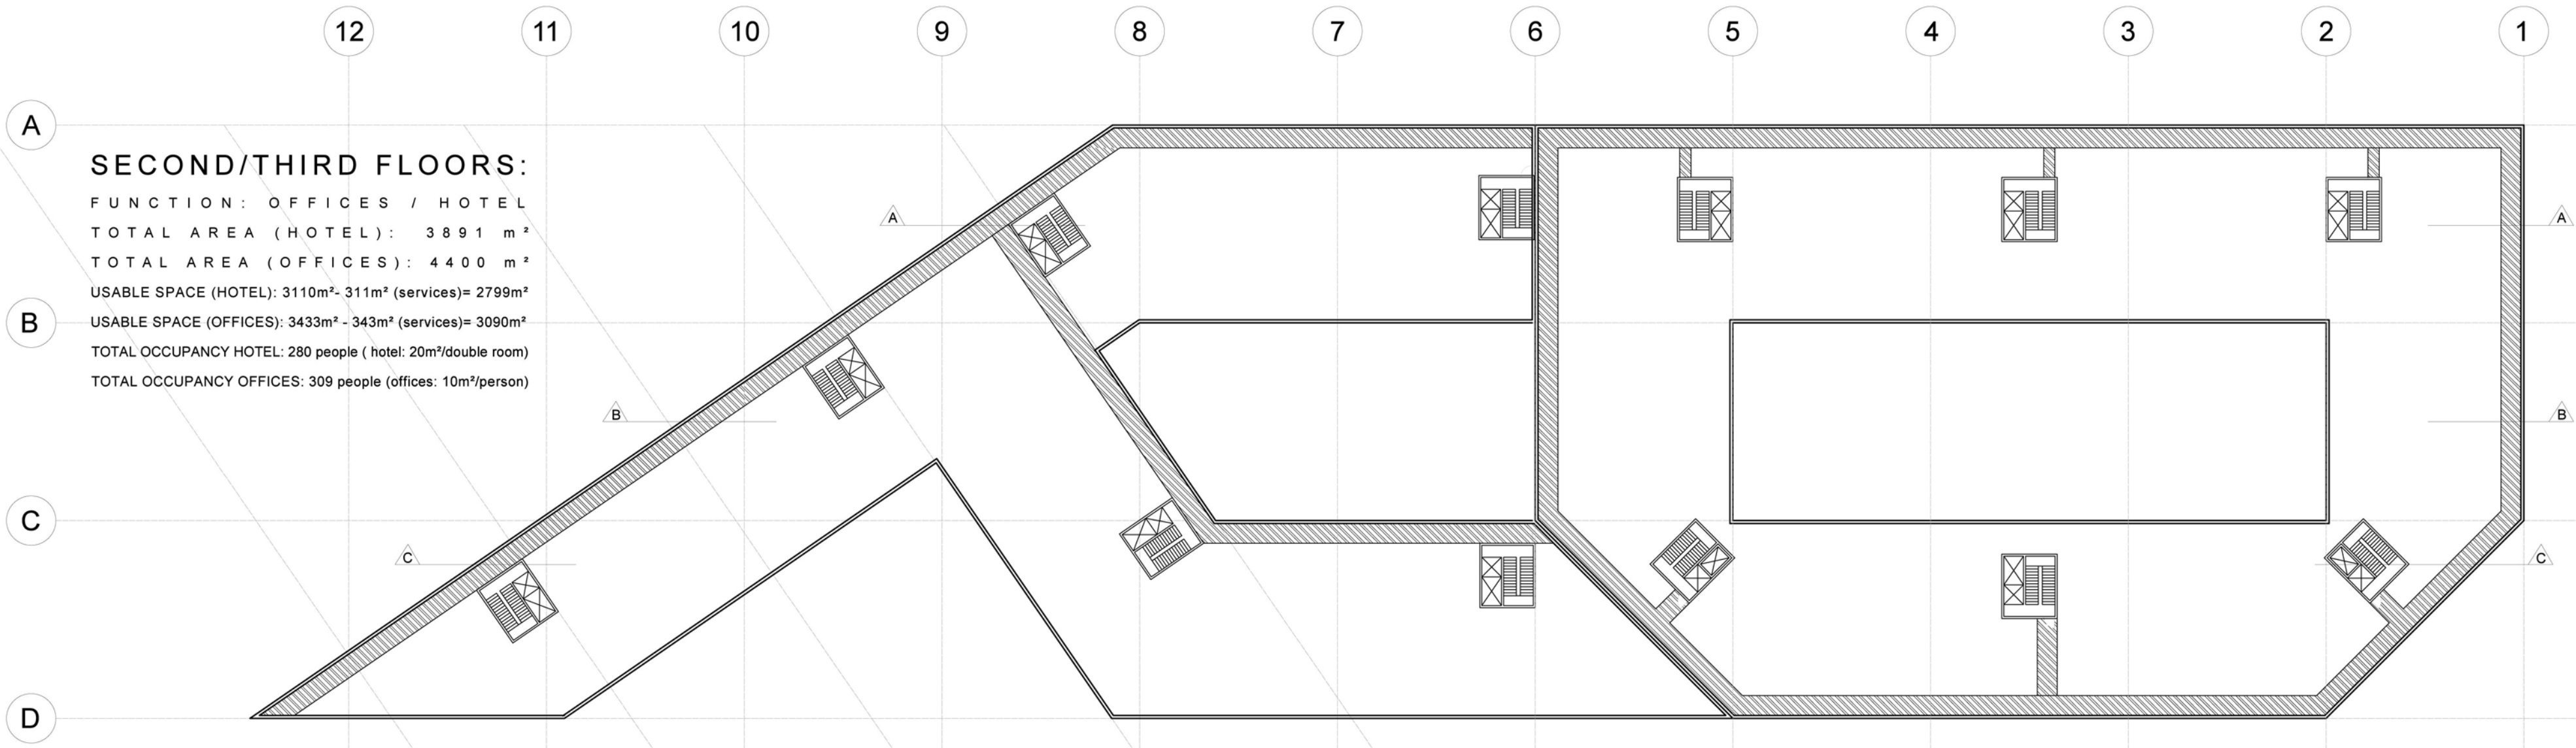 12 11 10 9 8 7 6 5 4 3 2 1
A
SECOND/THIRD FLOORS:
FUNCTION: OFFICES / HOTEL
TOTAL AREA (HOTEL): 3891 m²
TOTAL AREA (OFFICES): 4400 m²
USABLE SPACE (HOTEL): 3110m²- 311m² (services)= 2799m²
B
USABLE SPACE (OFFICES): 3433m² - 343m² (services)= 3090m²
TOTAL OCCUPANCY HOTEL: 280 people ( hotel: 20m²/double room)
TOTAL OCCUPANCY OFFICES: 309 people (offices: 10m²/person)
A A
B B
C
C C
D